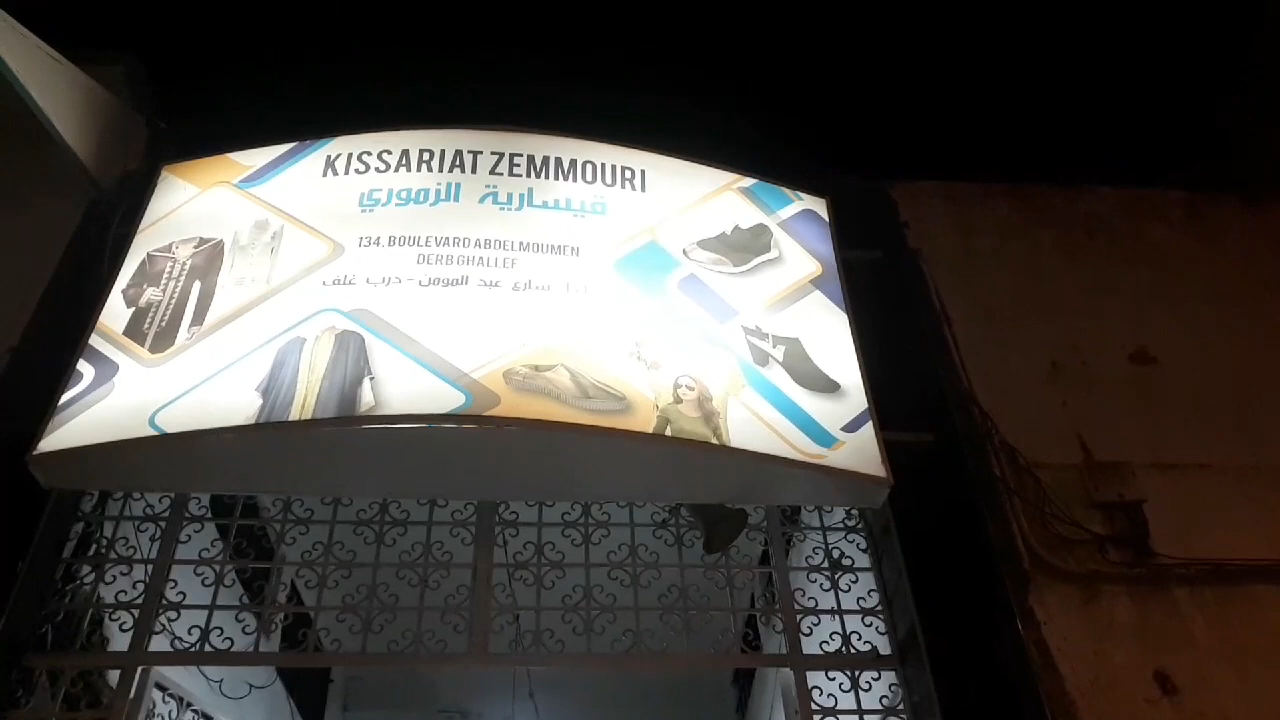 KISSARIAT ZEMMOURI
قيسارية الزموري
134, BOULEVARD ABDELMOUMEN
DERB GHALLEF
شارع عبد المومن - درب غلف